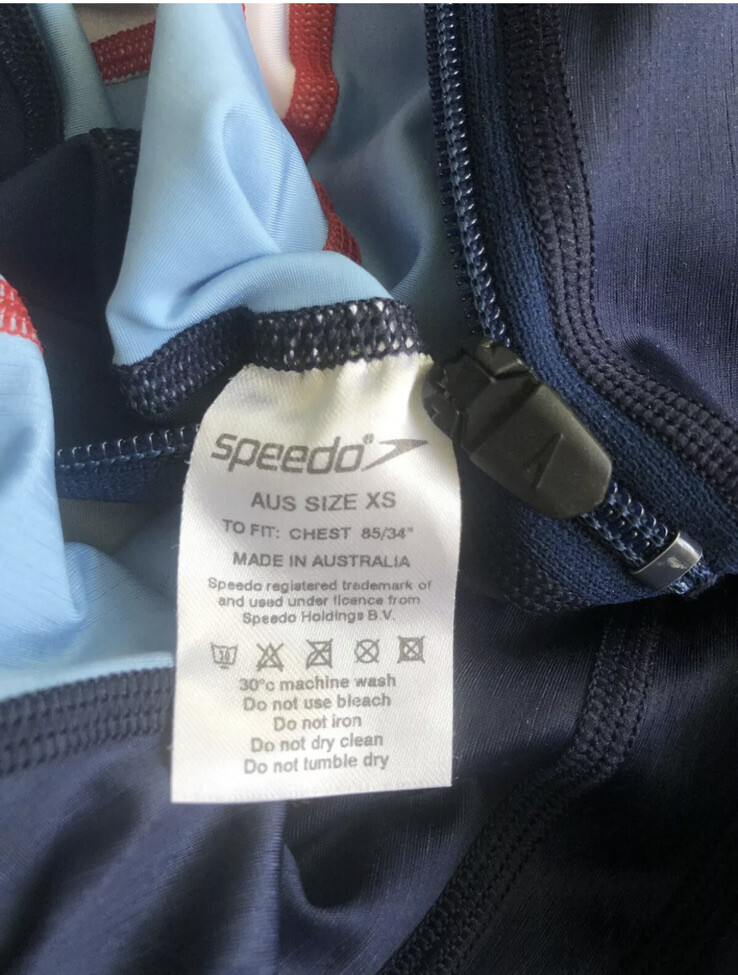 speedo®
AUS SIZE XS
TO FIT: CHEST 85/34"
MADE IN AUSTRALIA
Speedo registered trademark of
and used under licence from
Speedo Holdings B.V.
30
30°c machine wash
Do not use bleach
Do not iron
Do not dry clean
Do not tumble dry